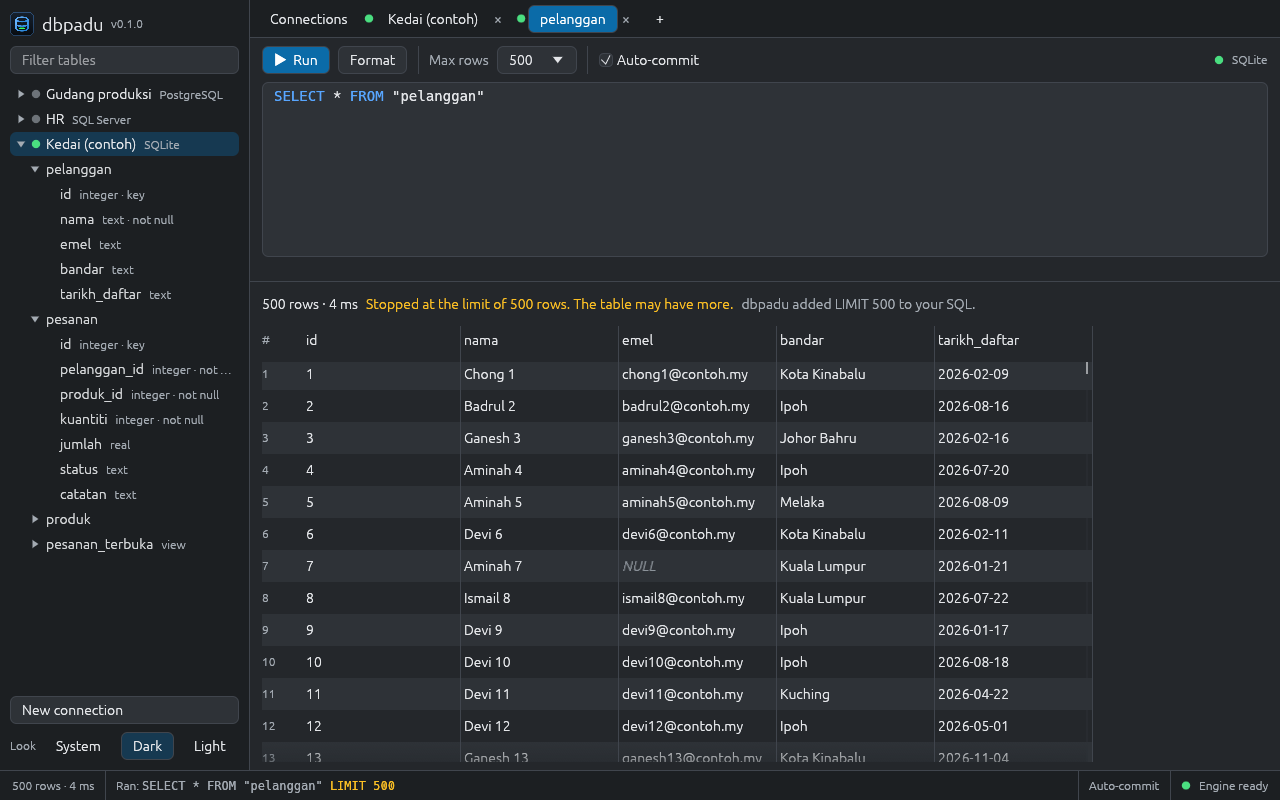 dbpadu v0.1.0
Filter tables
Gudang produksi PostgreSQL
HR SQL Server
Kedai (contoh) SQLite
pelanggan
id integer · key
nama text · not null
emel text
bandar text
tarikh_daftar text
pesanan
id integer · key
pelanggan_id integer · not …
produk_id integer · not null
kuantiti integer · not null
jumlah real
status text
catatan text
produk
pesanan_terbuka view
New connection
Look System Dark Light
Connections Kedai (contoh) × pelanggan × +
Run Format Max rows 500 Auto-commit SQLite
SELECT * FROM "pelanggan"
500 rows · 4 ms Stopped at the limit of 500 rows. The table may have more. dbpadu added LIMIT 500 to your SQL.
# id nama emel bandar tarikh_daftar
1 1 Chong 1 chong1@contoh.my Kota Kinabalu 2026-02-09
2 2 Badrul 2 badrul2@contoh.my Ipoh 2026-08-16
3 3 Ganesh 3 ganesh3@contoh.my Johor Bahru 2026-02-16
4 4 Aminah 4 aminah4@contoh.my Ipoh 2026-07-20
5 5 Aminah 5 aminah5@contoh.my Melaka 2026-08-09
6 6 Devi 6 devi6@contoh.my Kota Kinabalu 2026-02-11
7 7 Aminah 7 NULL Kuala Lumpur 2026-01-21
8 8 Ismail 8 ismail8@contoh.my Kuala Lumpur 2026-07-22
9 9 Devi 9 devi9@contoh.my Ipoh 2026-01-17
10 10 Devi 10 devi10@contoh.my Ipoh 2026-08-18
11 11 Devi 11 devi11@contoh.my Kuching 2026-04-22
12 12 Devi 12 devi12@contoh.my Ipoh 2026-05-01
13 13 Ganesh 13 ganesh13@contoh.my Kota Kinabalu 2026-11-04
500 rows · 4 ms Ran: SELECT * FROM "pelanggan" LIMIT 500 Auto-commit Engine ready